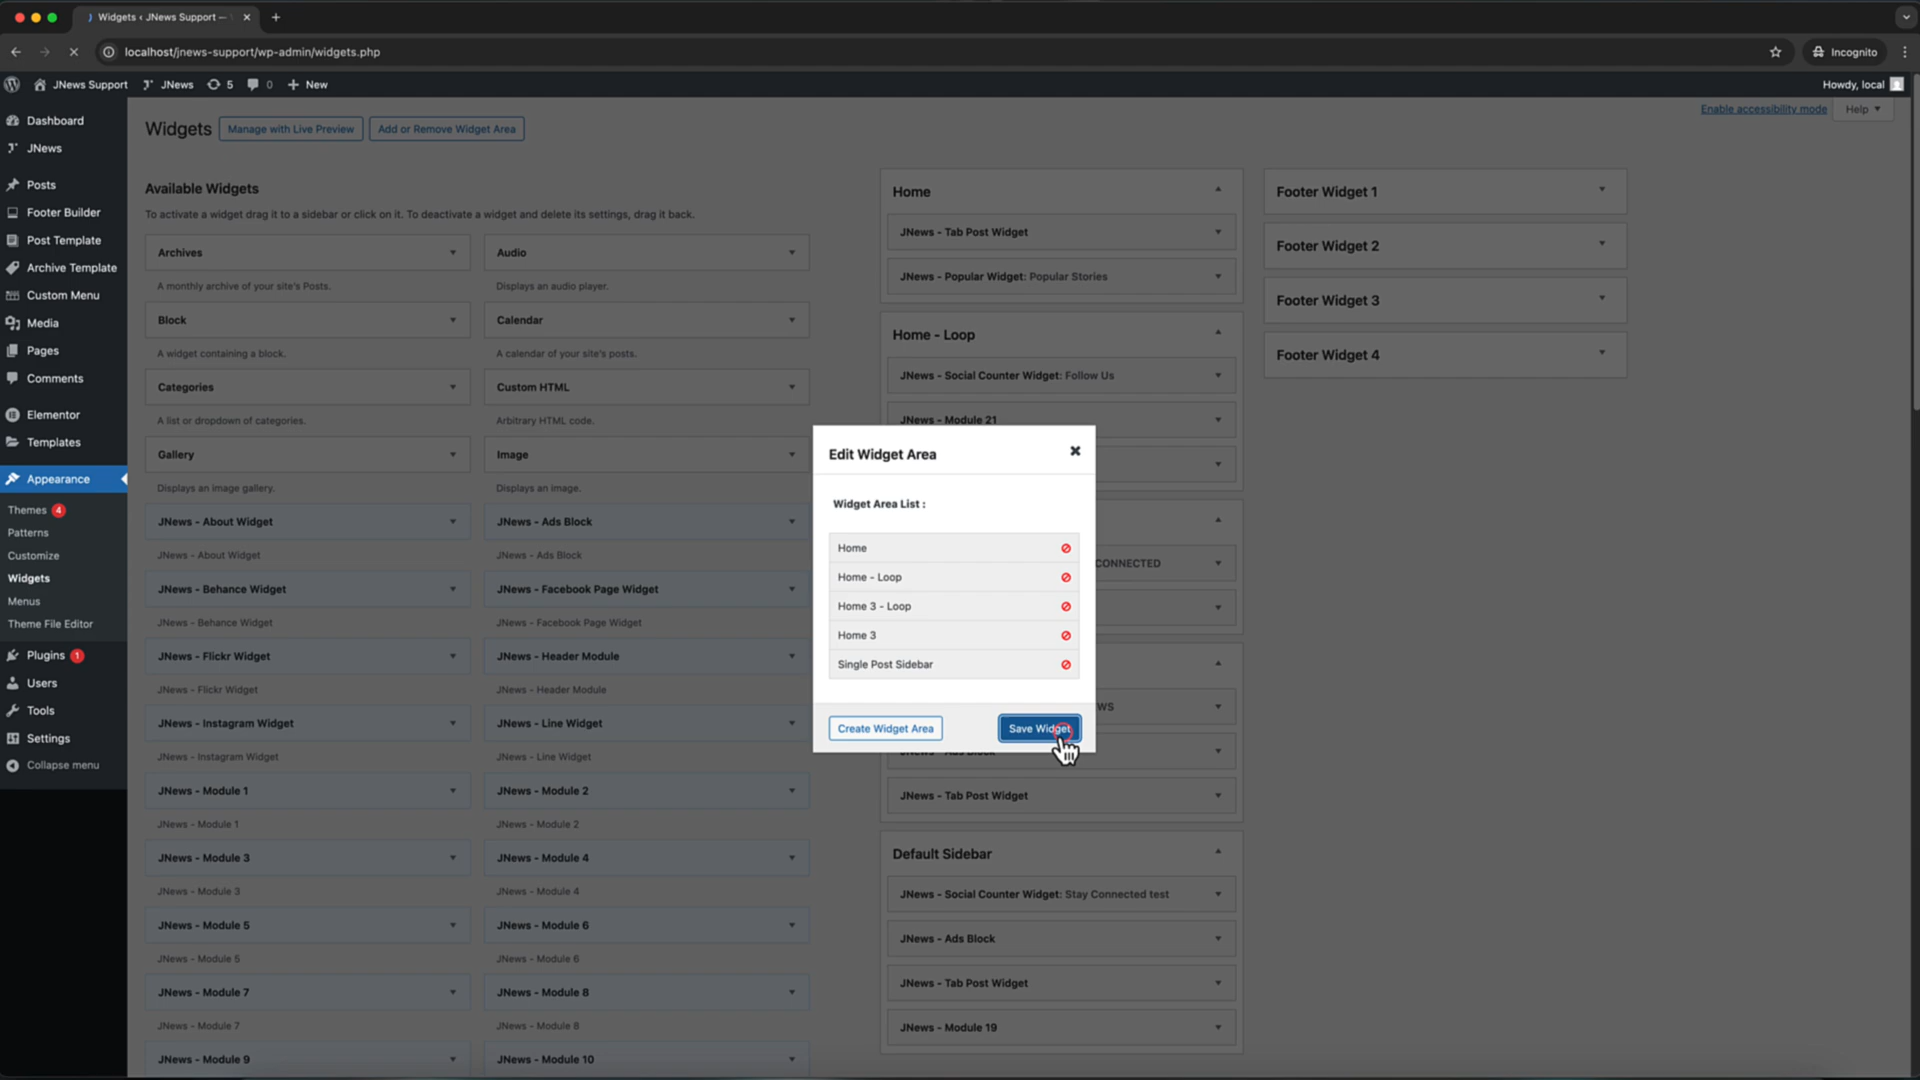 Widgets ‹ JNews Support —
localhost/jnews-support/wp-admin/widgets.php
Incognito
JNews Support
JNews
5
0
New
Howdy, local
Dashboard
JNews
Posts
Footer Builder
Post Template
Archive Template
Custom Menu
Media
Pages
Comments
Elementor
Templates
Appearance
Themes 4
Patterns
Customize
Widgets
Menus
Theme File Editor
Plugins 1
Users
Tools
Settings
Collapse menu
Widgets
Manage with Live Preview
Add or Remove Widget Area
Enable accessibility mode
Help
Available Widgets
To activate a widget drag it to a sidebar or click on it. To deactivate a widget and delete its settings, drag it back.
Archives
Audio
A monthly archive of your site's Posts.
Displays an audio player.
Block
Calendar
A widget containing a block.
A calendar of your site's posts.
Categories
Custom HTML
A list or dropdown of categories.
Arbitrary HTML code.
Gallery
Image
Displays an image gallery.
Displays an image.
JNews - About Widget
JNews - Ads Block
JNews - About Widget
JNews - Ads Block
JNews - Behance Widget
JNews - Facebook Page Widget
JNews - Behance Widget
JNews - Facebook Page Widget
JNews - Flickr Widget
JNews - Header Module
JNews - Flickr Widget
JNews - Header Module
JNews - Instagram Widget
JNews - Line Widget
JNews - Instagram Widget
JNews - Line Widget
JNews - Module 1
JNews - Module 2
JNews - Module 1
JNews - Module 2
JNews - Module 3
JNews - Module 4
JNews - Module 3
JNews - Module 4
JNews - Module 5
JNews - Module 6
JNews - Module 5
JNews - Module 6
JNews - Module 7
JNews - Module 8
JNews - Module 7
JNews - Module 8
JNews - Module 9
JNews - Module 10
Home
JNews - Tab Post Widget
JNews - Popular Widget: Popular Stories
Home - Loop
JNews - Social Counter Widget: Follow Us
JNews - Module 21
CONNECTED
WS
JNews - Ads Block
JNews - Tab Post Widget
Default Sidebar
JNews - Social Counter Widget: Stay Connected test
JNews - Ads Block
JNews - Tab Post Widget
JNews - Module 19
Footer Widget 1
Footer Widget 2
Footer Widget 3
Footer Widget 4
Edit Widget Area
Widget Area List :
Home
Home - Loop
Home 3 - Loop
Home 3
Single Post Sidebar
Create Widget Area
Save Widget